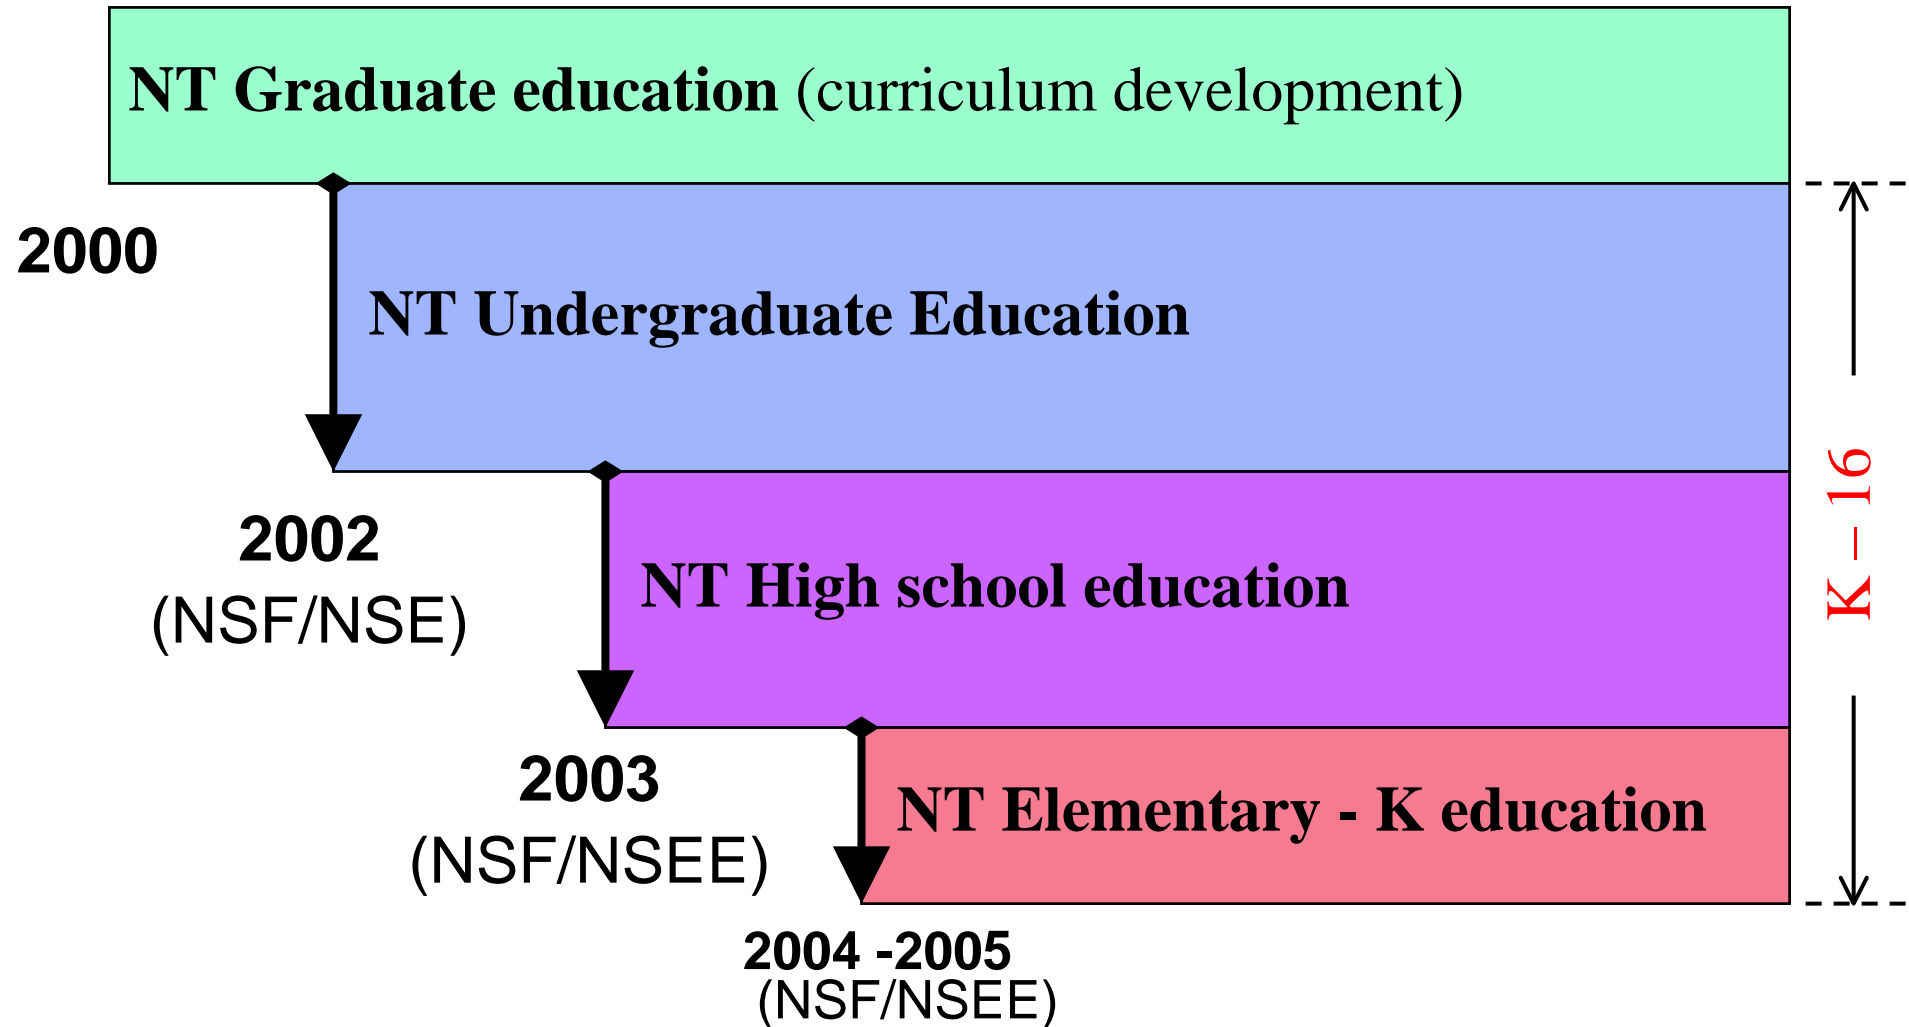 NT Graduate education (curriculum development)
2000
NT Undergraduate Education
2002
(NSF/NSE)
NT High school education
2003
(NSF/NSEE)
NT Elementary - K education
2004 -2005
(NSF/NSEE)
K – 16